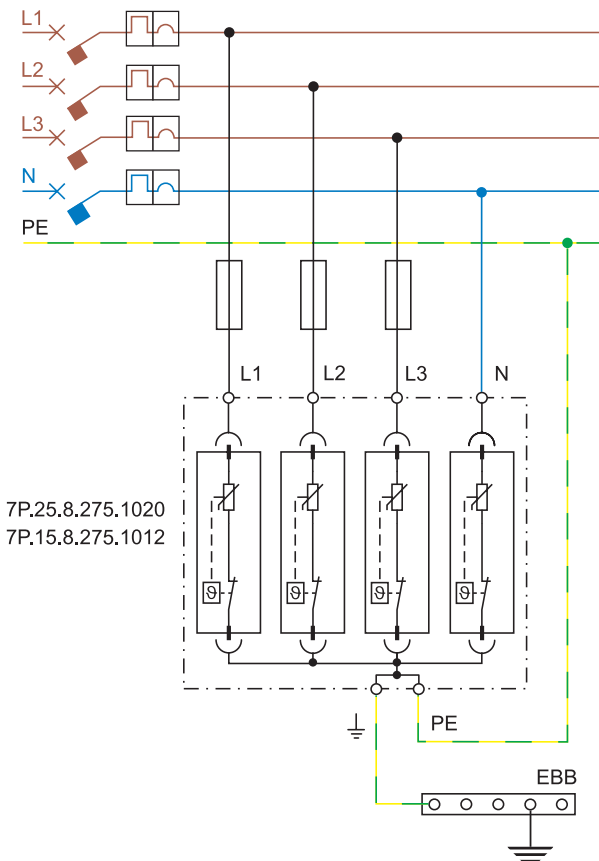 L1
L2
L3
N
PE
L1 L2 L3 N
7P.25.8.275.1020
7P.15.8.275.1012
ϑ ϑ ϑ ϑ
PE
EBB